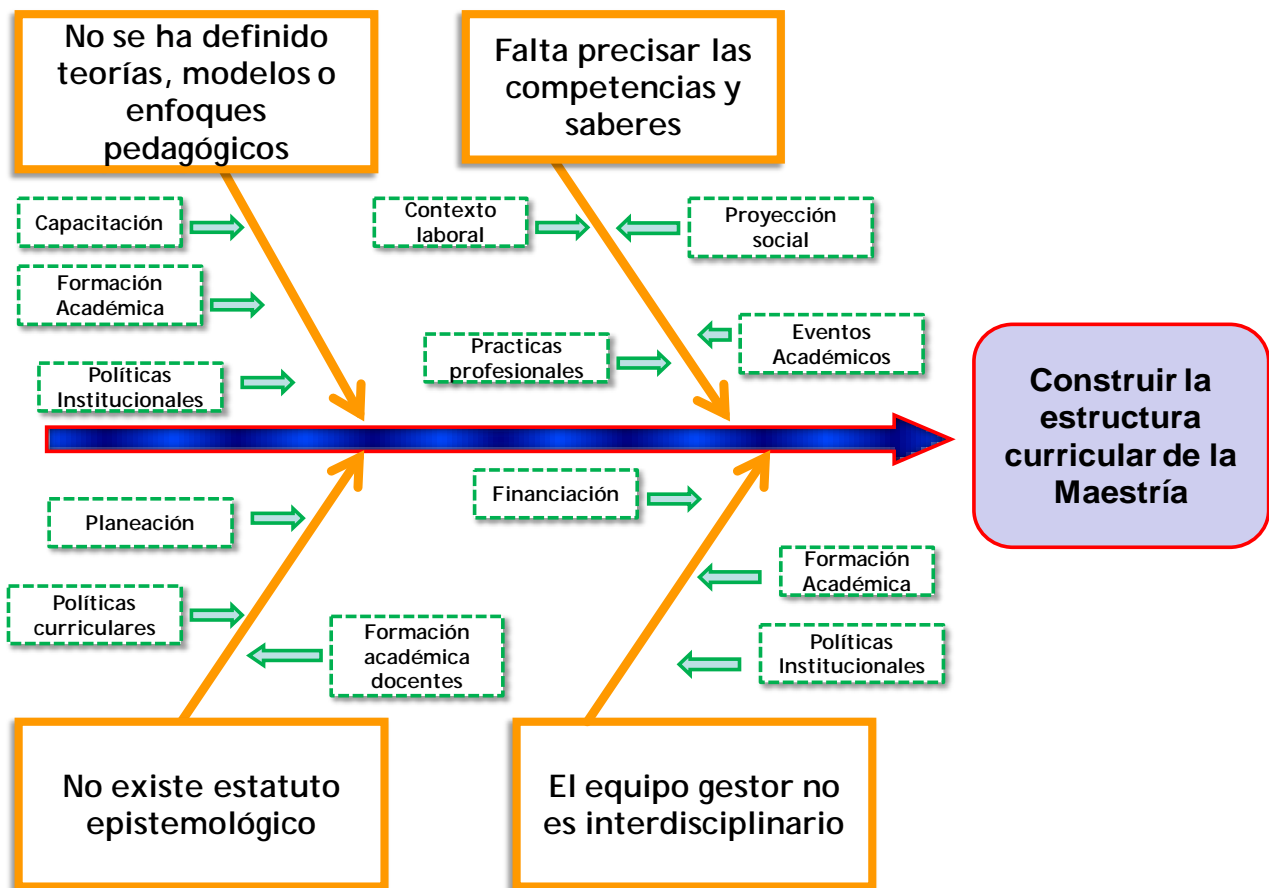 No se ha definido
teorías, modelos o
enfoques
pedagógicos
Falta precisar las
competencias y
saberes
Capacitación
Formación
Académica
Políticas
Institucionales
Contexto
laboral
Proyección
social
Practicas
profesionales
Eventos
Académicos
Construir la
estructura
curricular de la
Maestría
Planeación
Políticas
curriculares
Formación
académica
docentes
Financiación
Formación
Académica
Políticas
Institucionales
No existe estatuto
epistemológico
El equipo gestor no
es interdisciplinario